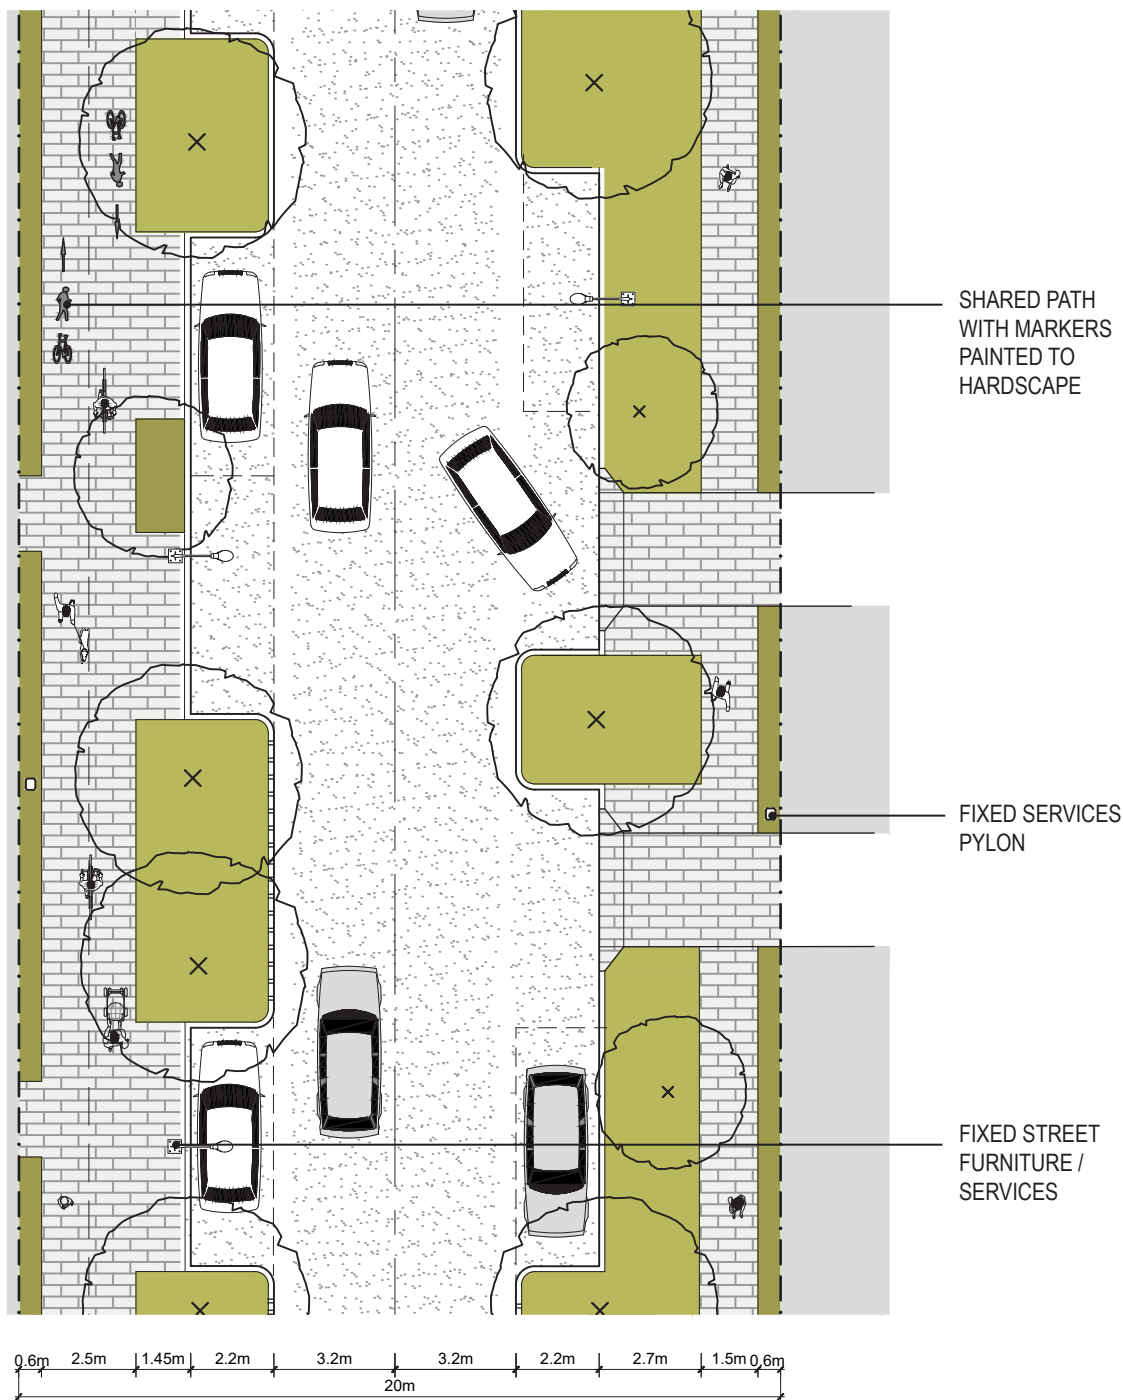 SHARED PATH
WITH MARKERS
PAINTED TO
HARDSCAPE
FIXED SERVICES
PYLON
FIXED STREET
FURNITURE /
SERVICES
0.6m 2.5m 1.45m 2.2m 3.2m 3.2m 2.2m 2.7m 1.5m 0.6m
20m